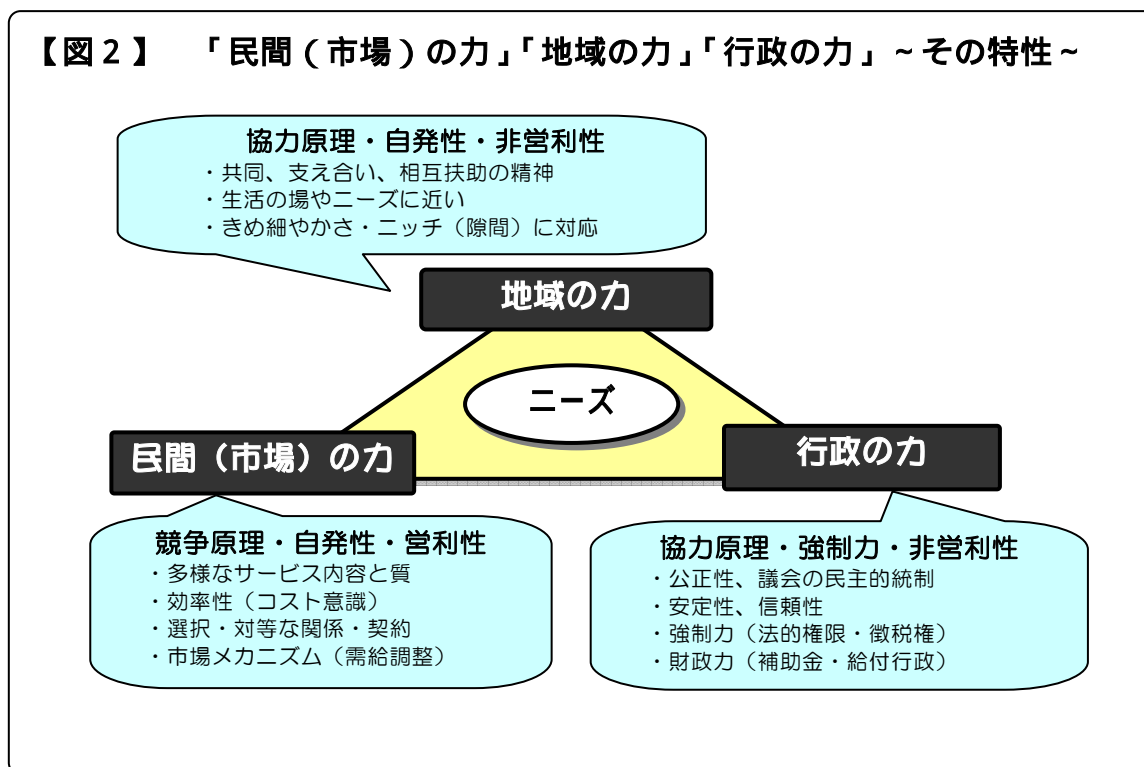 【図２】　「民間（市場）の力」「地域の力」「行政の力」～その特性～
協力原理・自発性・非営利性
・共同、支え合い、相互扶助の精神
・生活の場やニーズに近い
・きめ細やかさ・ニッチ（隙間）に対応
地域の力
ニーズ
民間（市場）の力
行政の力
競争原理・自発性・営利性
・多様なサービス内容と質
・効率性（コスト意識）
・選択・対等な関係・契約
・市場メカニズム（需給調整）
協力原理・強制力・非営利性
・公正性、議会の民主的統制
・安定性、信頼性
・強制力（法的権限・徴税権）
・財政力（補助金・給付行政）